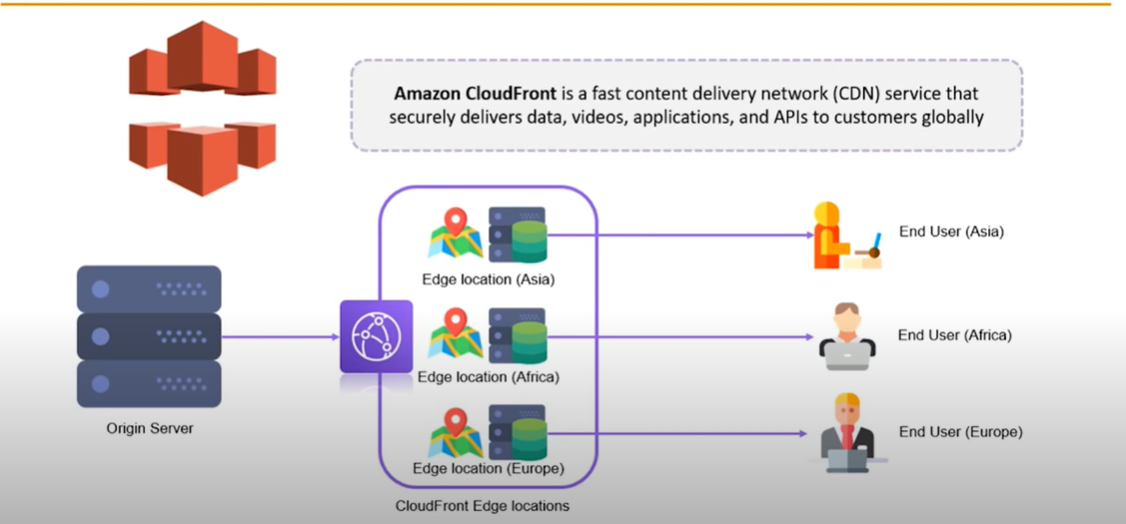 Amazon CloudFront is a fast content delivery network (CDN) service that
securely delivers data, videos, applications, and APIs to customers globally
End User (Asia)
Edge location (Asia)
End User (Africa)
Edge location (Africa)
Origin Server
End User (Europe)
Edge location (Europe)
CloudFront Edge locations